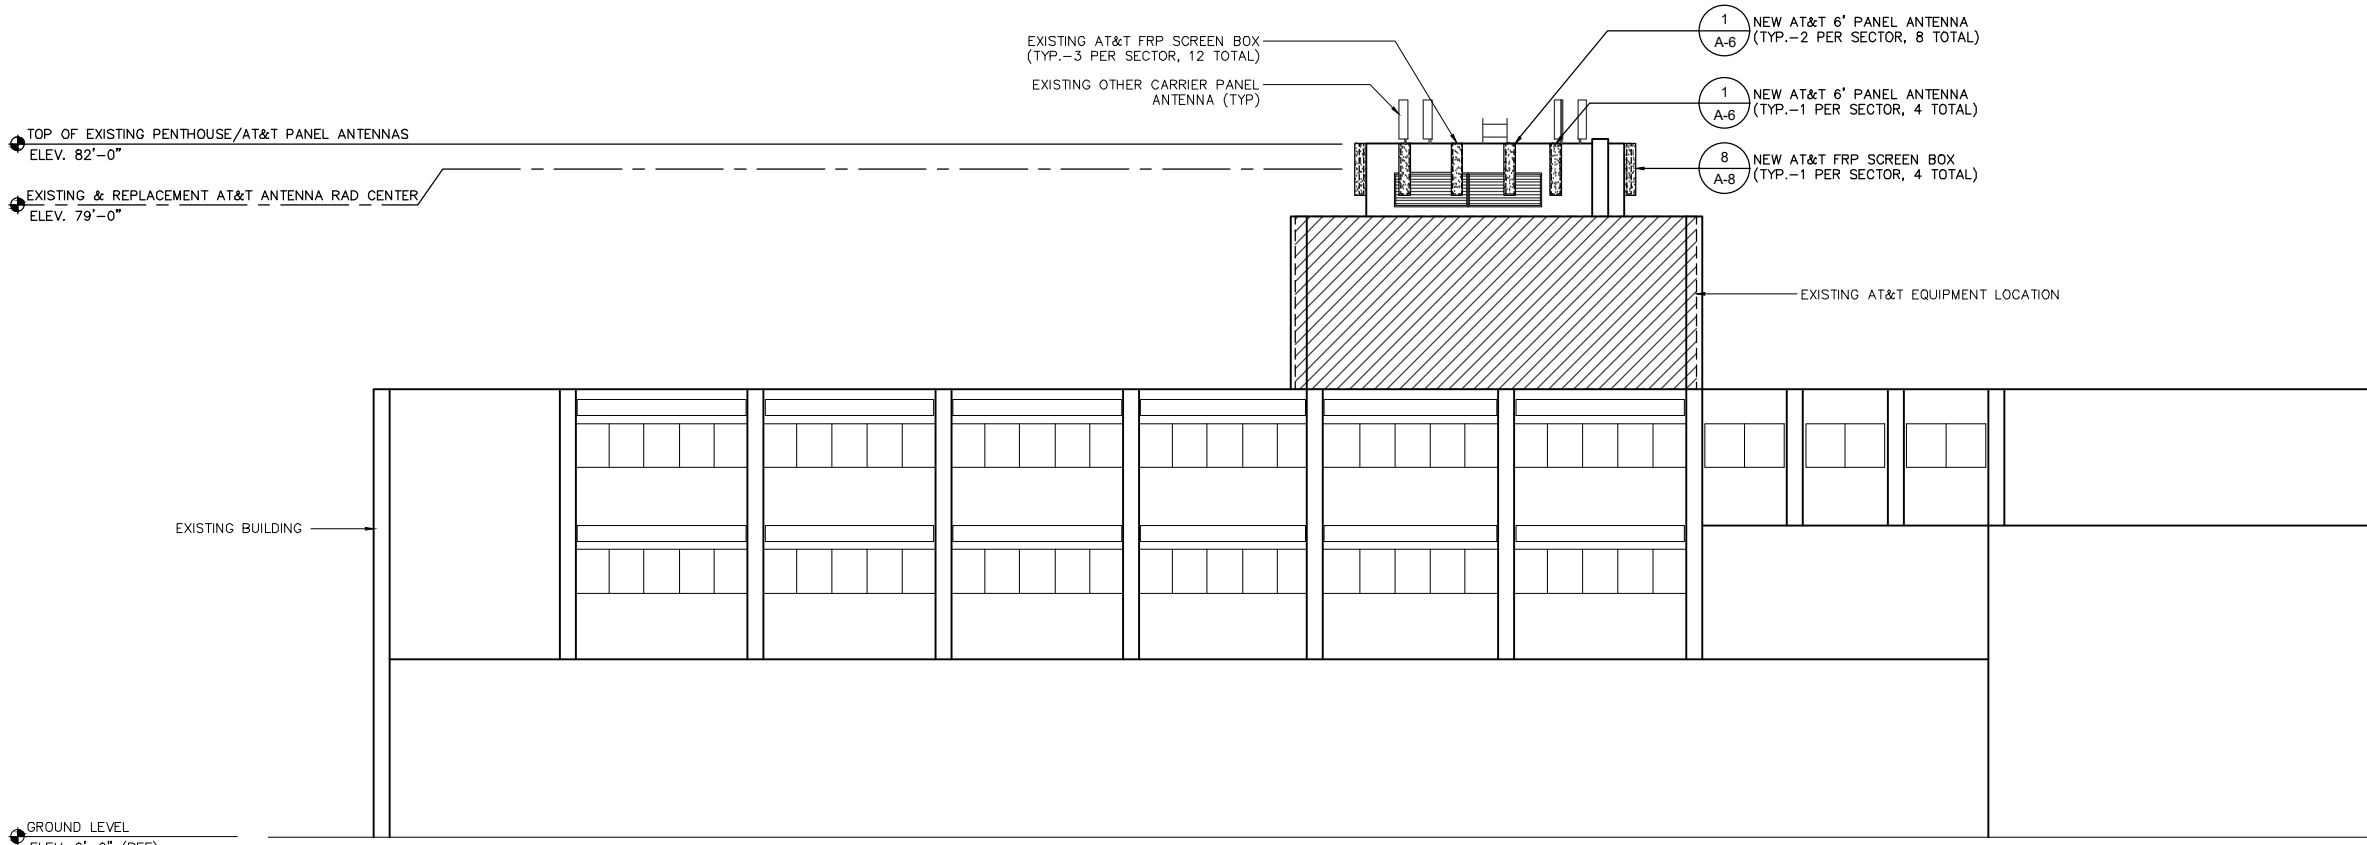 EXISTING AT&T FRP SCREEN BOX
(TYP.-3 PER SECTOR, 12 TOTAL)
EXISTING OTHER CARRIER PANEL
ANTENNA (TYP)
1
A-6
NEW AT&T 6' PANEL ANTENNA
(TYP.-2 PER SECTOR, 8 TOTAL)
1
A-6
NEW AT&T 6' PANEL ANTENNA
(TYP.-1 PER SECTOR, 4 TOTAL)
8
A-8
NEW AT&T FRP SCREEN BOX
(TYP.-1 PER SECTOR, 4 TOTAL)
TOP OF EXISTING PENTHOUSE/AT&T PANEL ANTENNAS
ELEV. 82'-0"
EXISTING & REPLACEMENT AT&T ANTENNA RAD CENTER
ELEV. 79'-0"
EXISTING AT&T EQUIPMENT LOCATION
EXISTING BUILDING
GROUND LEVEL
ELEV. 0'-0" (REF)